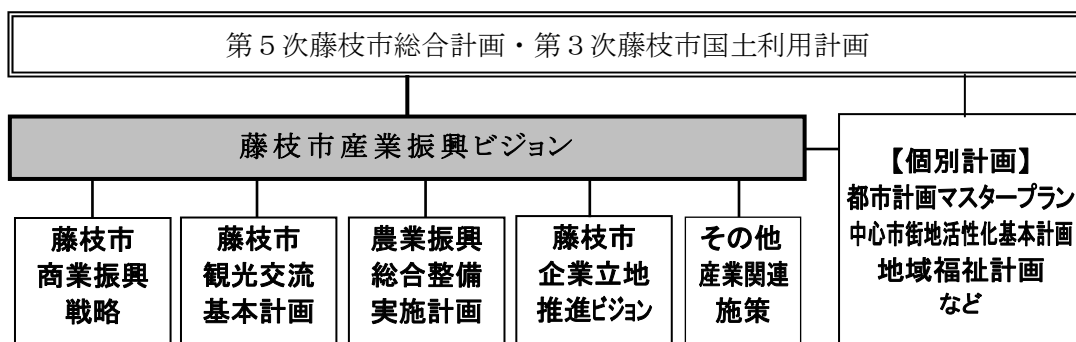 第５次藤枝市総合計画・第３次藤枝市国土利用計画
藤枝市産業振興ビジョン
藤枝市
商業振興
戦略
藤枝市
観光交流
基本計画
農業振興
総合整備
実施計画
藤枝市
企業立地
推進ビジョン
その他
産業関連
施策
【個別計画】
都市計画マスタープラン
中心市街地活性化基本計画
地域福祉計画
など